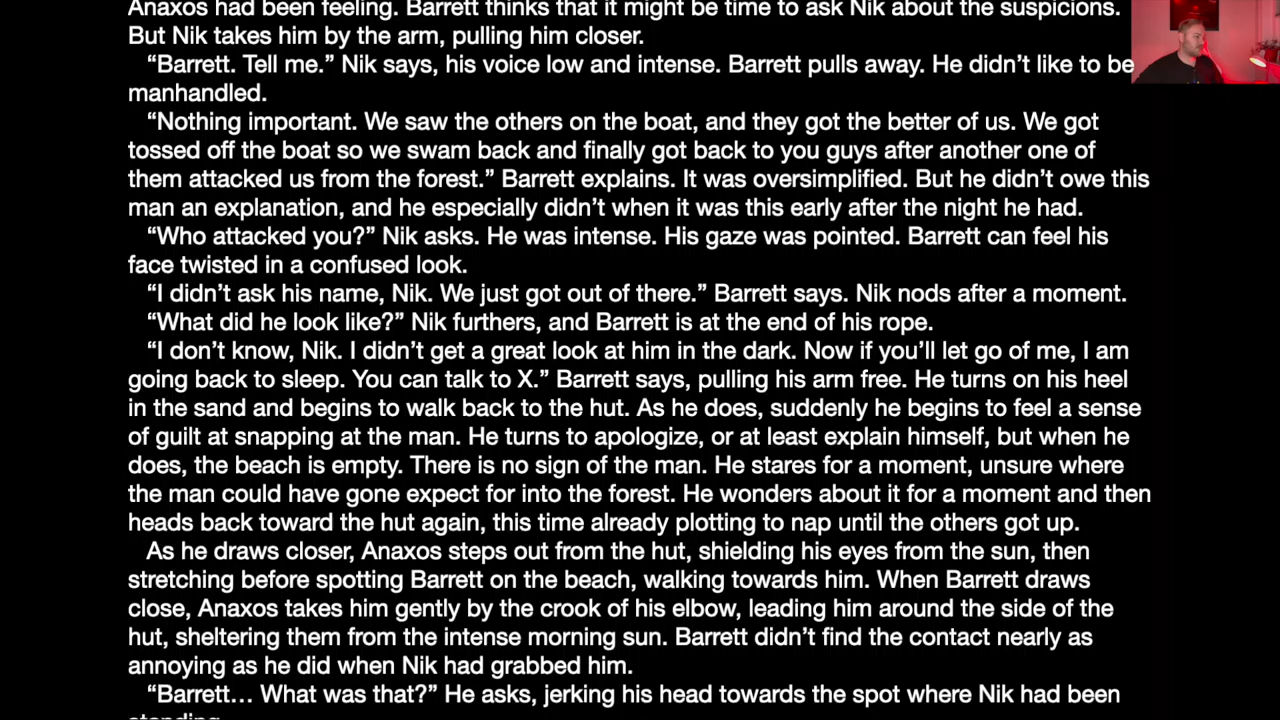 Anaxos had been feeling. Barrett thinks that it might be time to ask Nik about the suspicions.
But Nik takes him by the arm, pulling him closer.
“Barrett. Tell me.” Nik says, his voice low and intense. Barrett pulls away. He didn’t like to be
manhandled.
“Nothing important. We saw the others on the boat, and they got the better of us. We got
tossed off the boat so we swam back and finally got back to you guys after another one of
them attacked us from the forest.” Barrett explains. It was oversimplified. But he didn’t owe this
man an explanation, and he especially didn’t when it was this early after the night he had.
“Who attacked you?” Nik asks. He was intense. His gaze was pointed. Barrett can feel his
face twisted in a confused look.
“I didn’t ask his name, Nik. We just got out of there.” Barrett says. Nik nods after a moment.
“What did he look like?” Nik furthers, and Barrett is at the end of his rope.
“I don’t know, Nik. I didn’t get a great look at him in the dark. Now if you’ll let go of me, I am
going back to sleep. You can talk to X.” Barrett says, pulling his arm free. He turns on his heel
in the sand and begins to walk back to the hut. As he does, suddenly he begins to feel a sense
of guilt at snapping at the man. He turns to apologize, or at least explain himself, but when he
does, the beach is empty. There is no sign of the man. He stares for a moment, unsure where
the man could have gone expect for into the forest. He wonders about it for a moment and then
heads back toward the hut again, this time already plotting to nap until the others got up.
As he draws closer, Anaxos steps out from the hut, shielding his eyes from the sun, then
stretching before spotting Barrett on the beach, walking towards him. When Barrett draws
close, Anaxos takes him gently by the crook of his elbow, leading him around the side of the
hut, sheltering them from the intense morning sun. Barrett didn’t find the contact nearly as
annoying as he did when Nik had grabbed him.
“Barrett… What was that?” He asks, jerking his head towards the spot where Nik had been
standing.